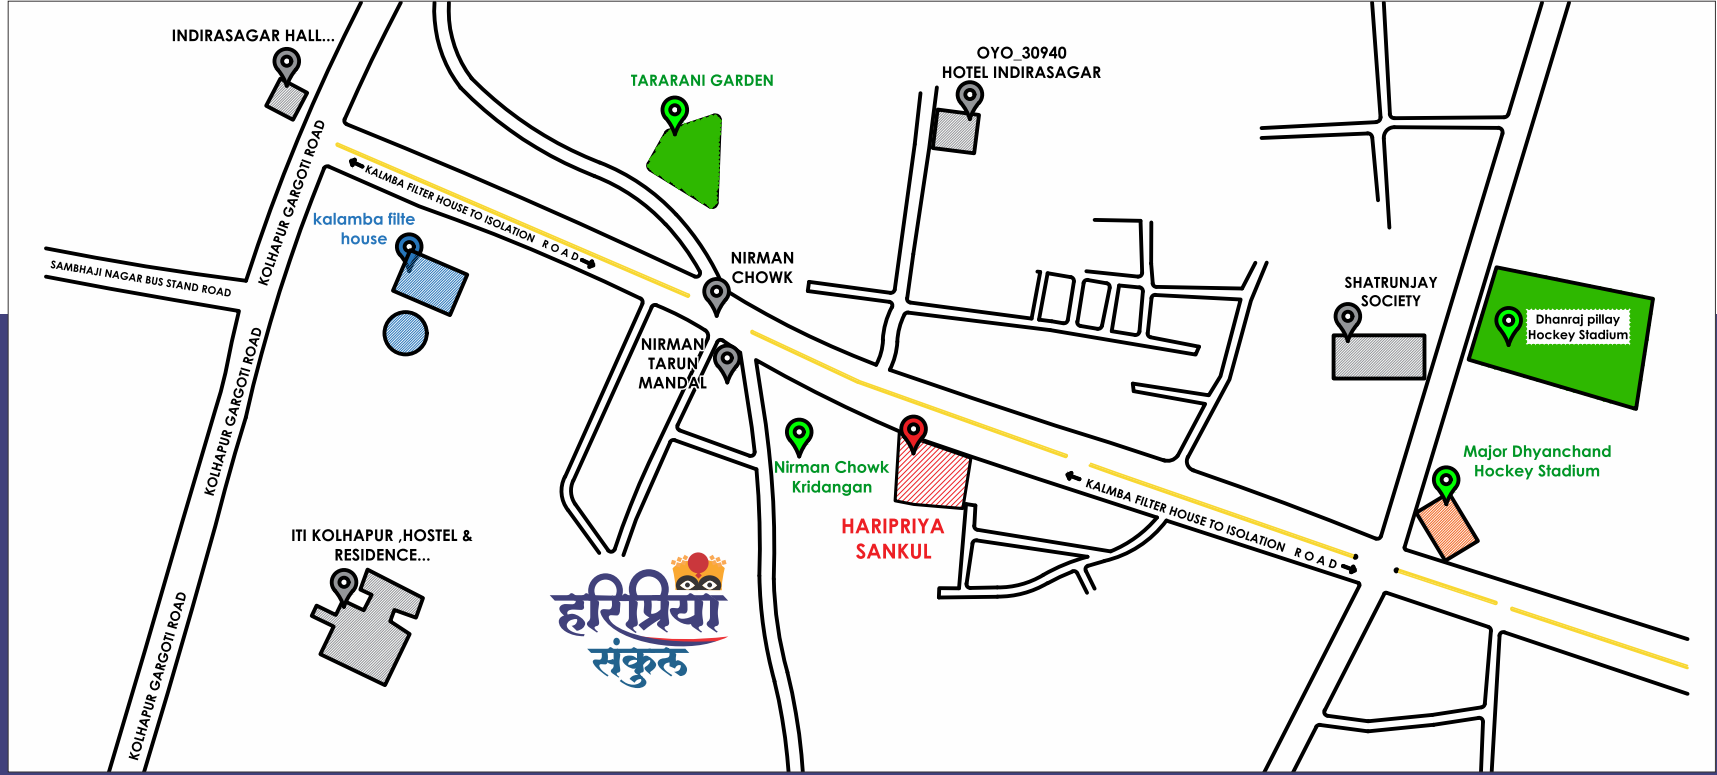 INDIRASAGAR HALL...
OYO_30940
HOTEL INDIRASAGAR
TARARANI GARDEN
KOLHAPUR GARGOTI ROAD
KALMBA FILTER HOUSE TO ISOLATION ROAD
kalamba filte
house
SAMBHAJI NAGAR BUS STAND ROAD
NIRMAN
CHOWK
SHATRUNJAY
SOCIETY
Dhanraj pillay
Hockey Stadium
NIRMAN
TARUN
MANDAL
KOLHAPUR GARGOTI ROAD
Nirman Chowk
Kridangan
Major Dhyanchand
Hockey Stadium
KALMBA FILTER HOUSE TO ISOLATION ROAD
HARIPRIYA
SANKUL
ITI KOLHAPUR ,HOSTEL &
RESIDENCE...
हरिप्रिया
संकुल
KOLHAPUR GARGOTI ROAD